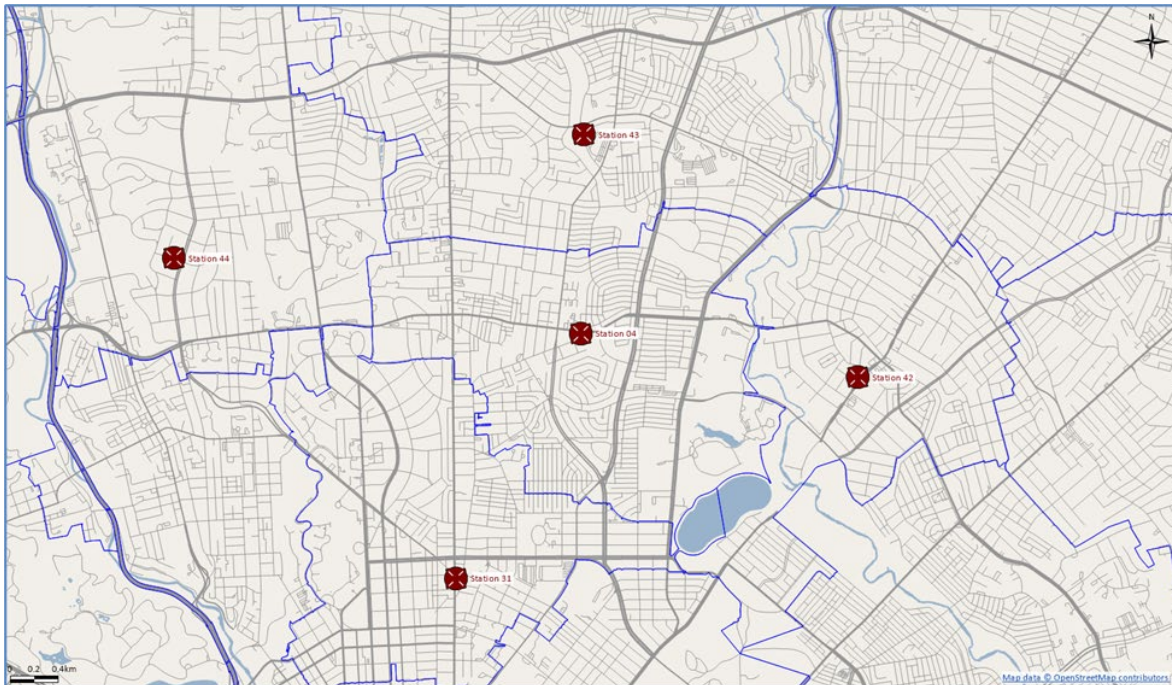 N
Station 43
Station 44
Station 04
Station 42
Station 31
0 0.2 0.4km
Map data © OpenStreetMap contributors